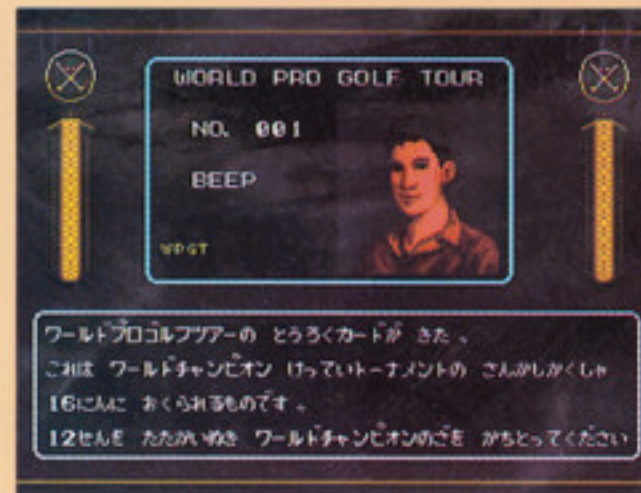 WORLD PRO GOLF TOUR
NO. 001
BEEP
WPGT
ワールドプロゴルフツアーの とうろくカードが きた 。
これは ワールドチャンピオン けっていトーナメントの さんかしかくしゃ
16にんに おくられるものです 。
12せんを たたかいぬき ワールドチャンピオンのざを かちとってください